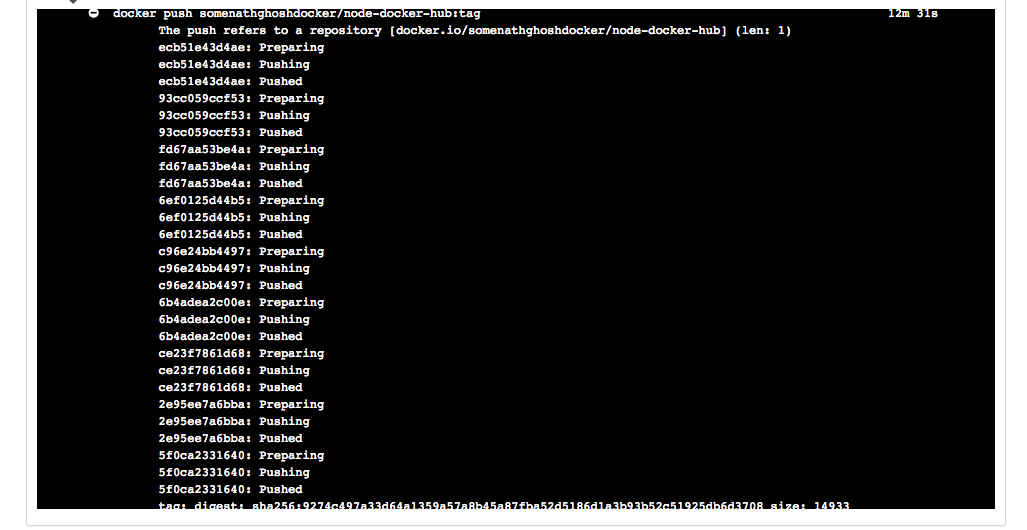 docker push somenathghoshdocker/node-docker-hub:tag 12m 31s
The push refers to a repository [docker.io/somenathghoshdocker/node-docker-hub] (len: 1)
ecb51e43d4ae: Preparing
ecb51e43d4ae: Pushing
ecb51e43d4ae: Pushed
93cc059ccf53: Preparing
93cc059ccf53: Pushing
93cc059ccf53: Pushed
fd67aa53be4a: Preparing
fd67aa53be4a: Pushing
fd67aa53be4a: Pushed
6ef0125d44b5: Preparing
6ef0125d44b5: Pushing
6ef0125d44b5: Pushed
c96e24bb4497: Preparing
c96e24bb4497: Pushing
c96e24bb4497: Pushed
6b4adea2c00e: Preparing
6b4adea2c00e: Pushing
6b4adea2c00e: Pushed
ce23f7861d68: Preparing
ce23f7861d68: Pushing
ce23f7861d68: Pushed
2e95ee7a6bba: Preparing
2e95ee7a6bba: Pushing
2e95ee7a6bba: Pushed
5f0ca2331640: Preparing
5f0ca2331640: Pushing
5f0ca2331640: Pushed
tag: digest: sha256:9274c497a33d64a1359a57a8b45a87fba52d5186d1a3b93b52c51925db6d3708 size: 14933